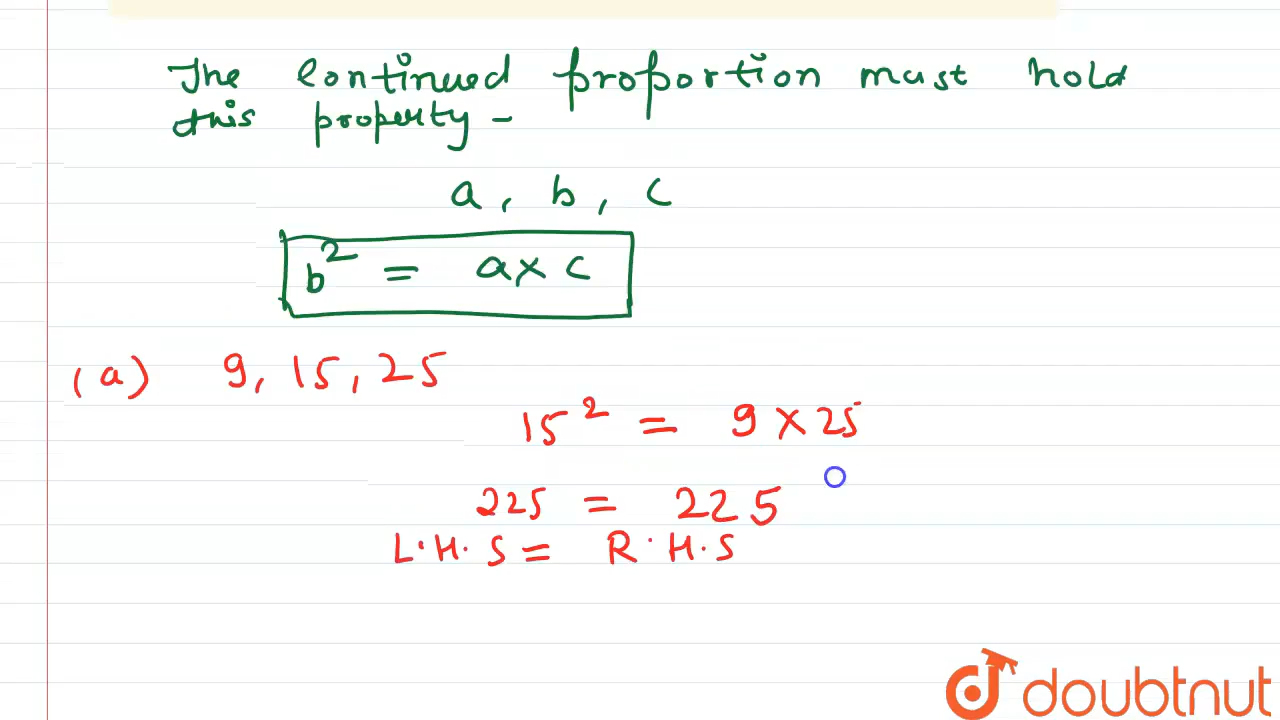 The continued proportion must hold
this property -
a, b, c
b² = a × c
(a) 9, 15, 25
15² = 9 × 25
225 = 225
L.H.S = R.H.S
doubtnut